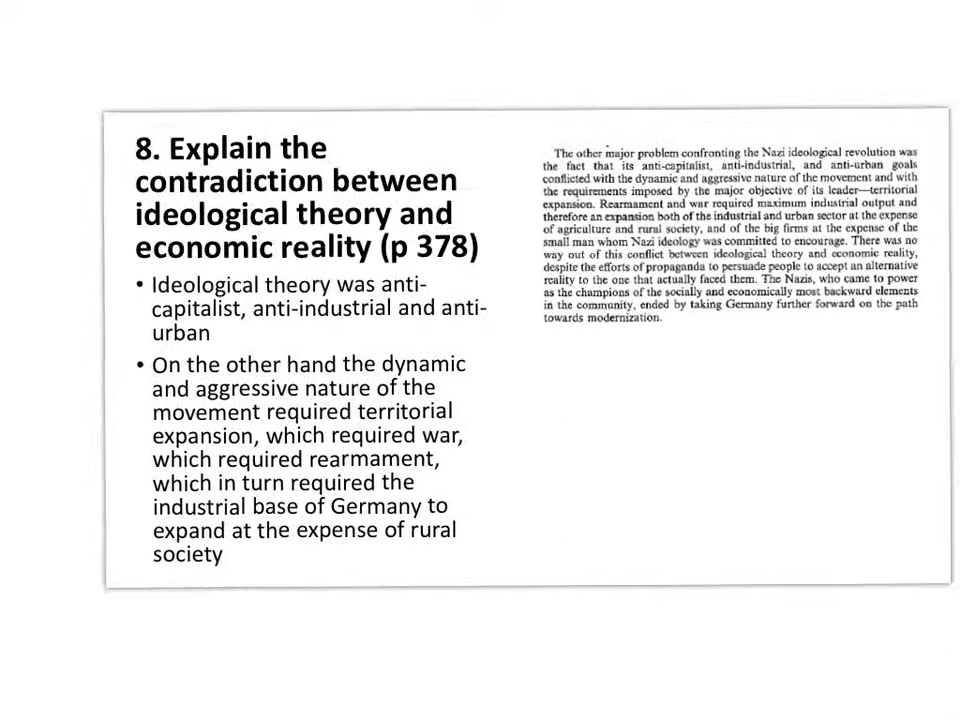 8. Explain the
contradiction between
ideological theory and
economic reality (p 378)
• Ideological theory was anti-
capitalist, anti-industrial and anti-
urban
• On the other hand the dynamic
and aggressive nature of the
movement required territorial
expansion, which required war,
which required rearmament,
which in turn required the
industrial base of Germany to
expand at the expense of rural
society
The other major problem confronting the Nazi ideological revolution was
the fact that its anti-capitalist, anti-industrial, and anti-urban goals
conflicted with the dynamic and aggressive nature of the movement and with
the requirements imposed by the major objective of its leader—territorial
expansion. Rearmament and war required maximum industrial output and
therefore an expansion both of the industrial and urban sector at the expense
of agriculture and rural society, and of the big firms at the expense of the
small man whom Nazi ideology was committed to encourage. There was no
way out of this conflict between ideological theory and economic reality,
despite the efforts of propaganda to persuade people to accept an alternative
reality to the one that actually faced them. The Nazis, who came to power
as the champions of the socially and economically most backward elements
in the community, ended by taking Germany further forward on the path
towards modernization.